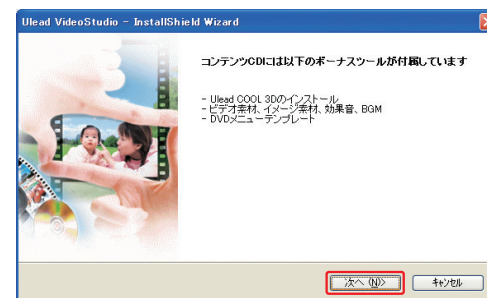 Ulead VideoStudio - InstallShield Wizard
コンテンツCDには以下のボーナスツールが付属しています
- Ulead COOL 3Dのインストール
- ビデオ素材、イメージ素材、効果音、BGM
- DVDメニューテンプレート
次へ(N)>
キャンセル